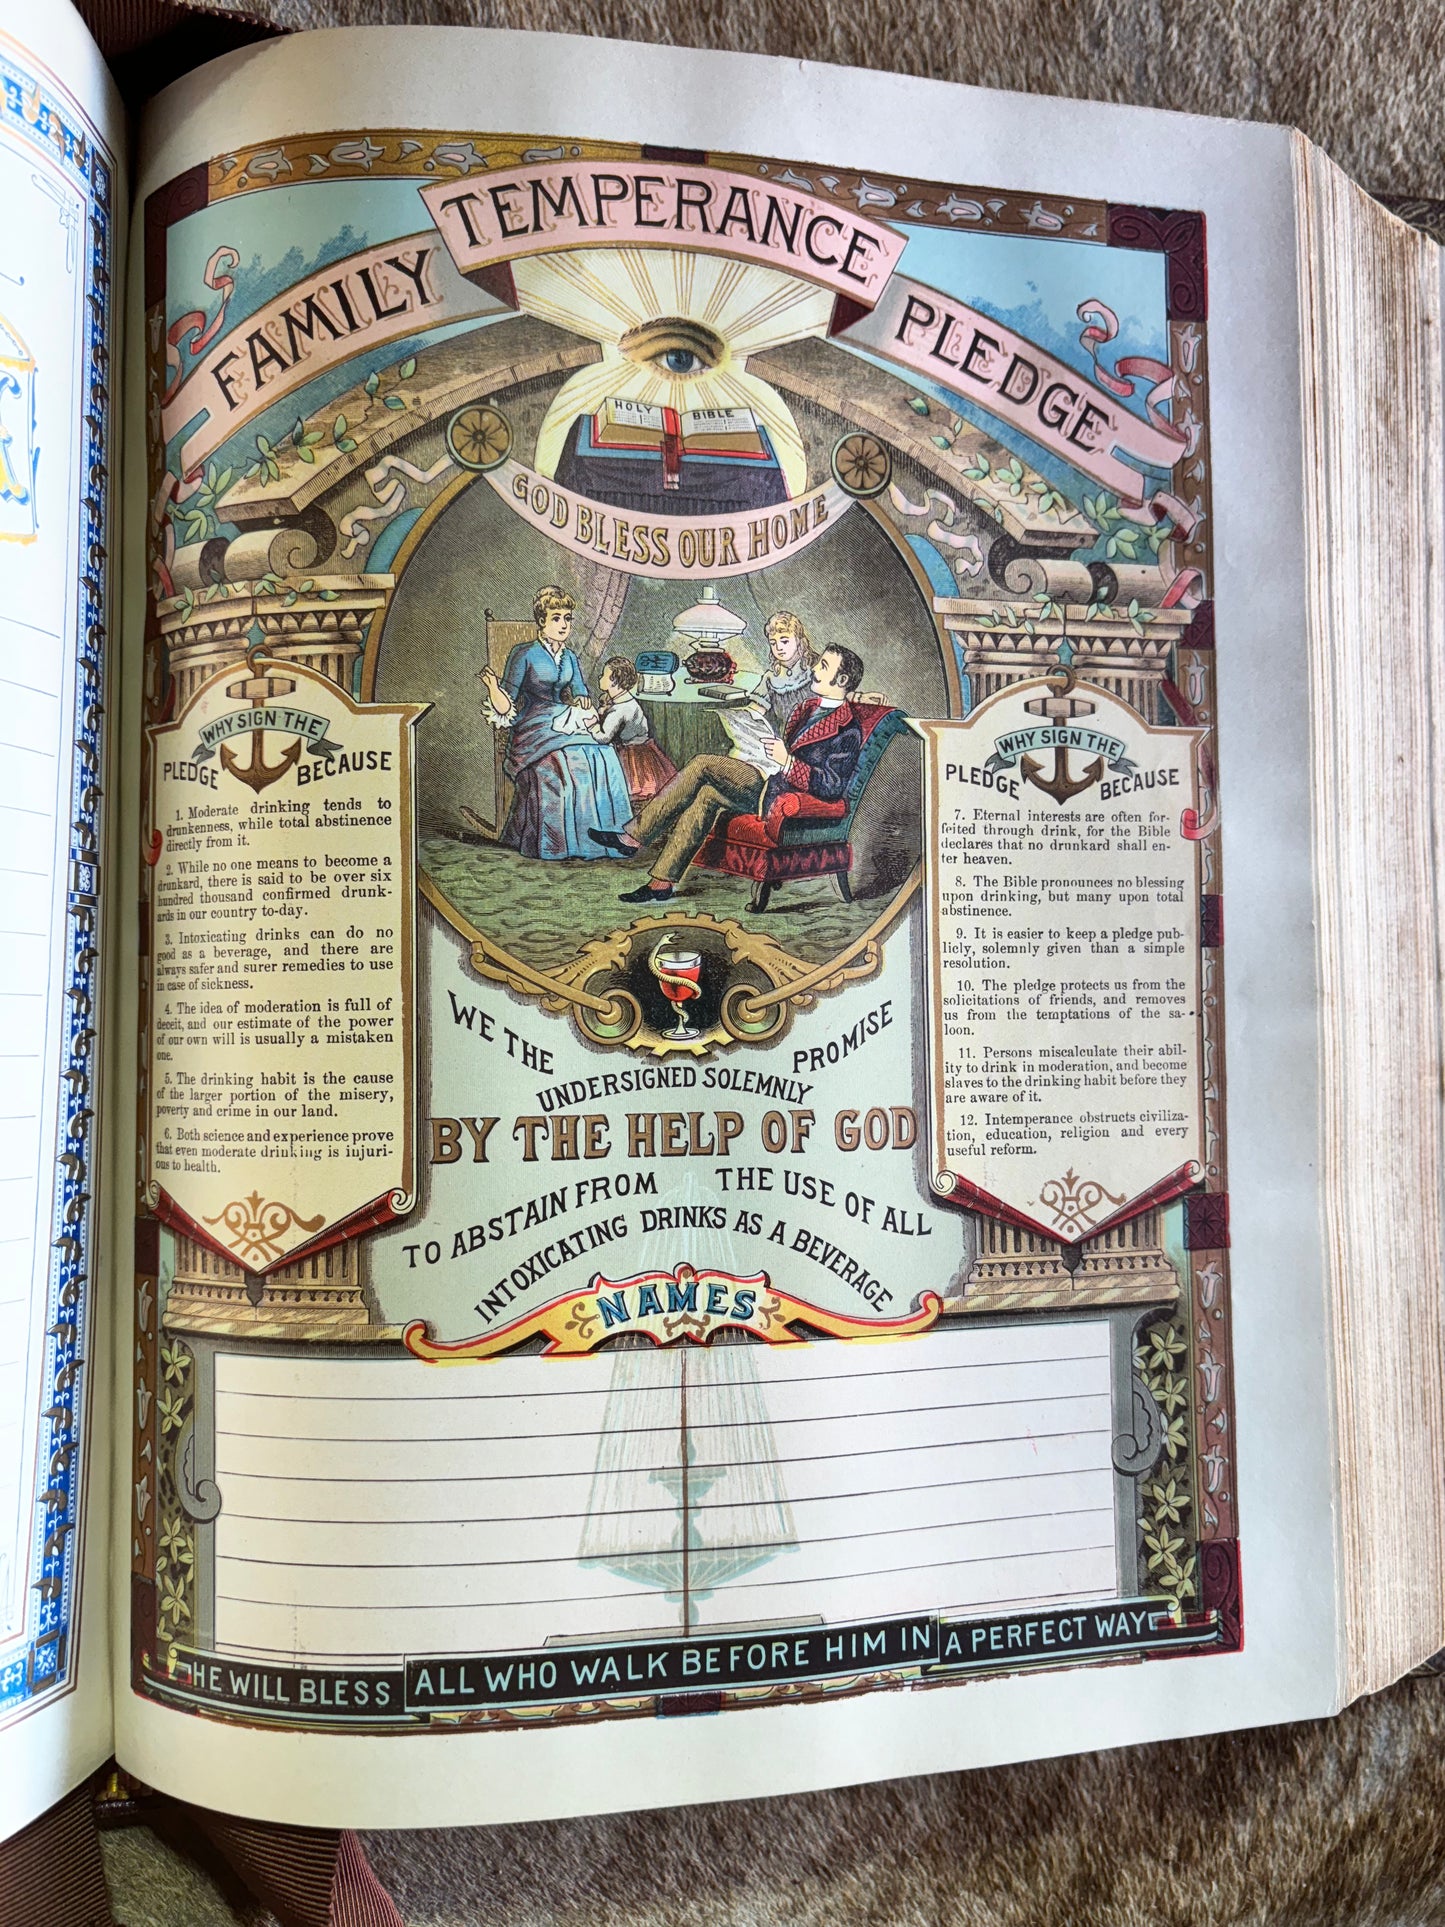 FAMILY TEMPERANCE PLEDGE
HOLY BIBLE
GOD BLESS OUR HOME
WHY SIGN THE
PLEDGE BECAUSE
1. Moderate drinking tends to
drunkenness, while total abstinence
directly from it.
2. While no one means to become a
drunkard, there is said to be over six
hundred thousand confirmed drunk-
ards in our country to-day.
3. Intoxicating drinks can do no
good as a beverage, and there are
always safer and surer remedies to use
in case of sickness.
4. The idea of moderation is full of
deceit, and our estimate of the power
of our own will is usually a mistaken
one.
5. The drinking habit is the cause
of the larger portion of the misery,
poverty and crime in our land.
6. Both science and experience prove
that even moderate drinking is injuri-
ous to health.
WHY SIGN THE
PLEDGE BECAUSE
7. Eternal interests are often for-
feited through drink, for the Bible
declares that no drunkard shall en-
ter heaven.
8. The Bible pronounces no blessing
upon drinking, but many upon total
abstinence.
9. It is easier to keep a pledge pub-
licly, solemnly given than a simple
resolution.
10. The pledge protects us from the
solicitations of friends, and removes
us from the temptations of the sa-
loon.
11. Persons miscalculate their abil-
ity to drink in moderation, and become
slaves to the drinking habit before they
are aware of it.
12. Intemperance obstructs civiliza-
tion, education, religion and every
useful reform.
WE THE UNDERSIGNED SOLEMNLY PROMISE
BY THE HELP OF GOD
TO ABSTAIN FROM THE USE OF ALL
INTOXICATING DRINKS AS A BEVERAGE
NAMES
HE WILL BLESS ALL WHO WALK BEFORE HIM IN A PERFECT WAY